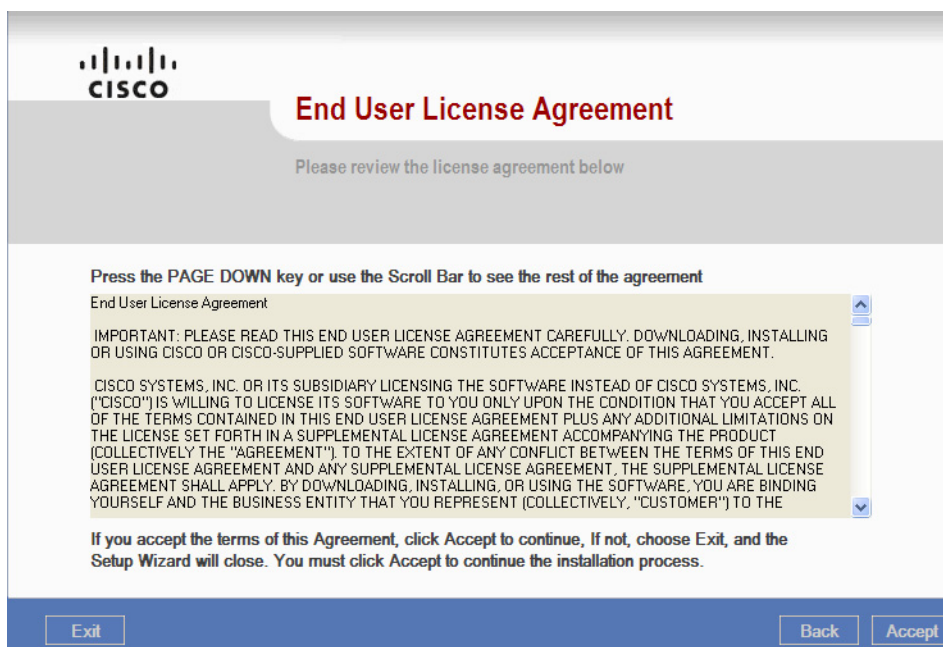 CISCO
End User License Agreement
Please review the license agreement below
Press the PAGE DOWN key or use the Scroll Bar to see the rest of the agreement
End User License Agreement
IMPORTANT: PLEASE READ THIS END USER LICENSE AGREEMENT CAREFULLY. DOWNLOADING, INSTALLING
OR USING CISCO OR CISCO-SUPPLIED SOFTWARE CONSTITUTES ACCEPTANCE OF THIS AGREEMENT.
CISCO SYSTEMS, INC. OR ITS SUBSIDIARY LICENSING THE SOFTWARE INSTEAD OF CISCO SYSTEMS, INC.
("CISCO") IS WILLING TO LICENSE ITS SOFTWARE TO YOU ONLY UPON THE CONDITION THAT YOU ACCEPT ALL
OF THE TERMS CONTAINED IN THIS END USER LICENSE AGREEMENT PLUS ANY ADDITIONAL LIMITATIONS ON
THE LICENSE SET FORTH IN A SUPPLEMENTAL LICENSE AGREEMENT ACCOMPANYING THE PRODUCT
(COLLECTIVELY THE "AGREEMENT"). TO THE EXTENT OF ANY CONFLICT BETWEEN THE TERMS OF THIS END
USER LICENSE AGREEMENT AND ANY SUPPLEMENTAL LICENSE AGREEMENT, THE SUPPLEMENTAL LICENSE
AGREEMENT SHALL APPLY. BY DOWNLOADING, INSTALLING, OR USING THE SOFTWARE, YOU ARE BINDING
YOURSELF AND THE BUSINESS ENTITY THAT YOU REPRESENT (COLLECTIVELY, "CUSTOMER") TO THE
If you accept the terms of this Agreement, click Accept to continue, If not, choose Exit, and the
Setup Wizard will close. You must click Accept to continue the installation process.
Exit
Back
Accept